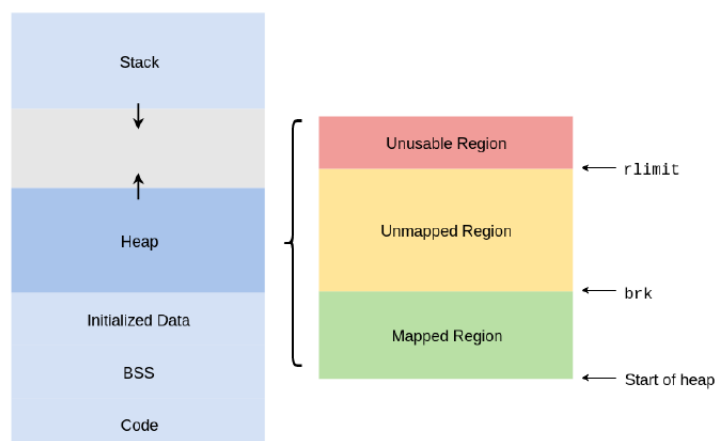 Stack
Heap
Initialized Data
BSS
Code
Unusable Region
rlimit
Unmapped Region
brk
Mapped Region
Start of heap